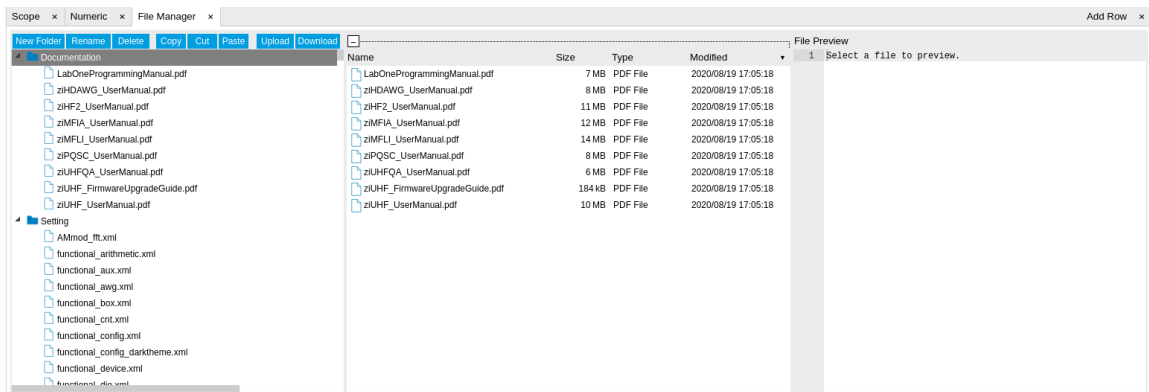 Scope × Numeric × File Manager × Add Row ×
New Folder Rename Delete Copy Cut Paste Upload Download
Documentation
LabOneProgrammingManual.pdf
ziHDAWG_UserManual.pdf
ziHF2_UserManual.pdf
ziMFIA_UserManual.pdf
ziMFLI_UserManual.pdf
ziPQSC_UserManual.pdf
ziUHFQA_UserManual.pdf
ziUHF_FirmwareUpgradeGuide.pdf
ziUHF_UserManual.pdf
Setting
AMmod_fft.xml
functional_arithmetic.xml
functional_aux.xml
functional_awg.xml
functional_box.xml
functional_cnt.xml
functional_config.xml
functional_config_darktheme.xml
functional_device.xml
functional_dio.xml
Name Size Type Modified
LabOneProgrammingManual.pdf 7 MB PDF File 2020/08/19 17:05:18
ziHDAWG_UserManual.pdf 8 MB PDF File 2020/08/19 17:05:18
ziHF2_UserManual.pdf 11 MB PDF File 2020/08/19 17:05:18
ziMFIA_UserManual.pdf 12 MB PDF File 2020/08/19 17:05:18
ziMFLI_UserManual.pdf 14 MB PDF File 2020/08/19 17:05:18
ziPQSC_UserManual.pdf 8 MB PDF File 2020/08/19 17:05:18
ziUHFQA_UserManual.pdf 6 MB PDF File 2020/08/19 17:05:18
ziUHF_FirmwareUpgradeGuide.pdf 184 kB PDF File 2020/08/19 17:05:18
ziUHF_UserManual.pdf 10 MB PDF File 2020/08/19 17:05:18
File Preview
1 Select a file to preview.